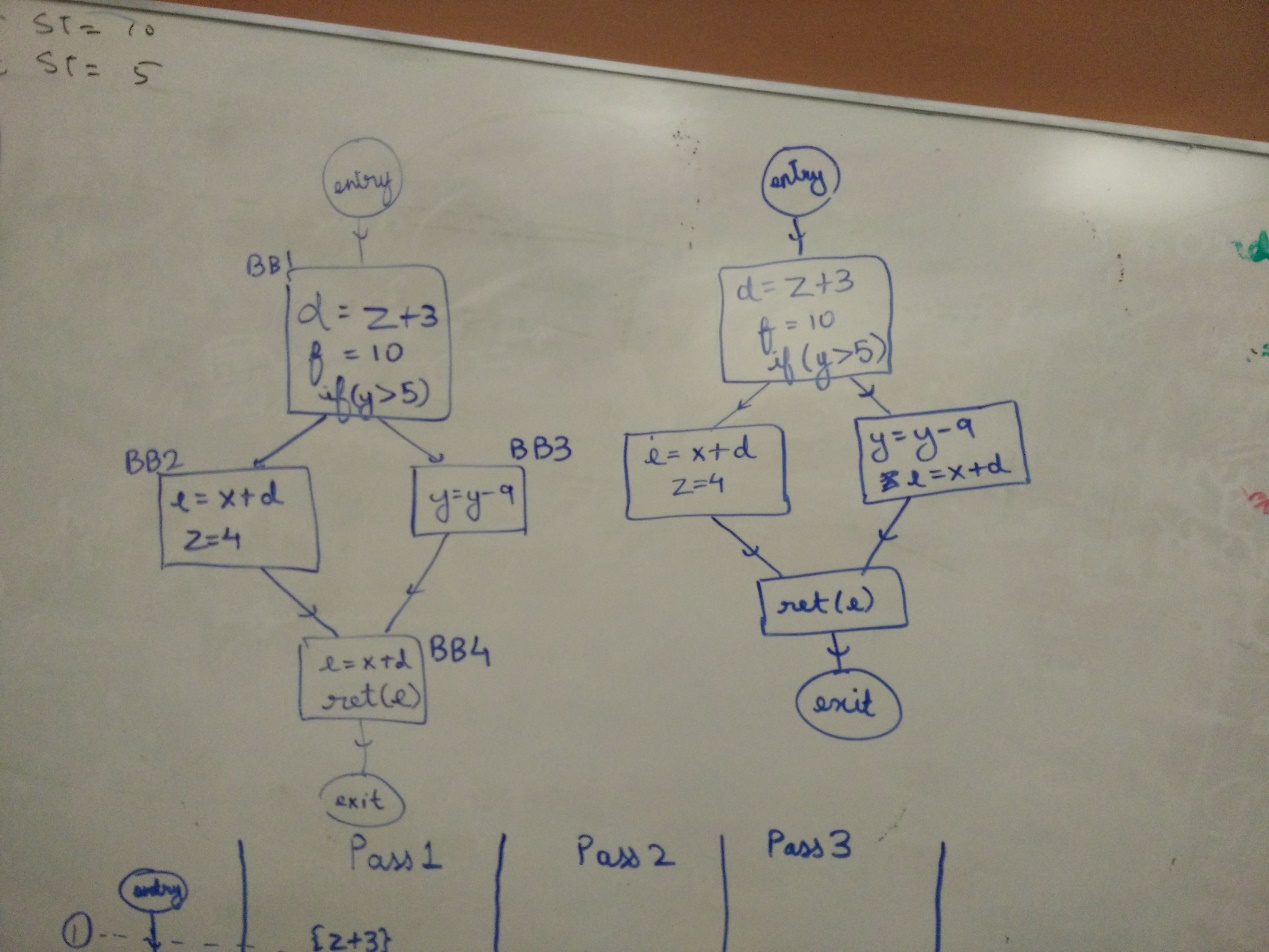 ST= 10
ST= 5
entry
BB1
d = z+3
f = 10
if(y>5)
BB2
e = x+d
z=4
BB3
y=y-9
BB4
e=x+d
ret(e)
exit
entry
d= z+3
f = 10
if(y>5)
e= x+d
z=4
y=y-9
e=x+d
ret(e)
exit
Pass 1
Pass 2
Pass 3
entry
1
{z+3}